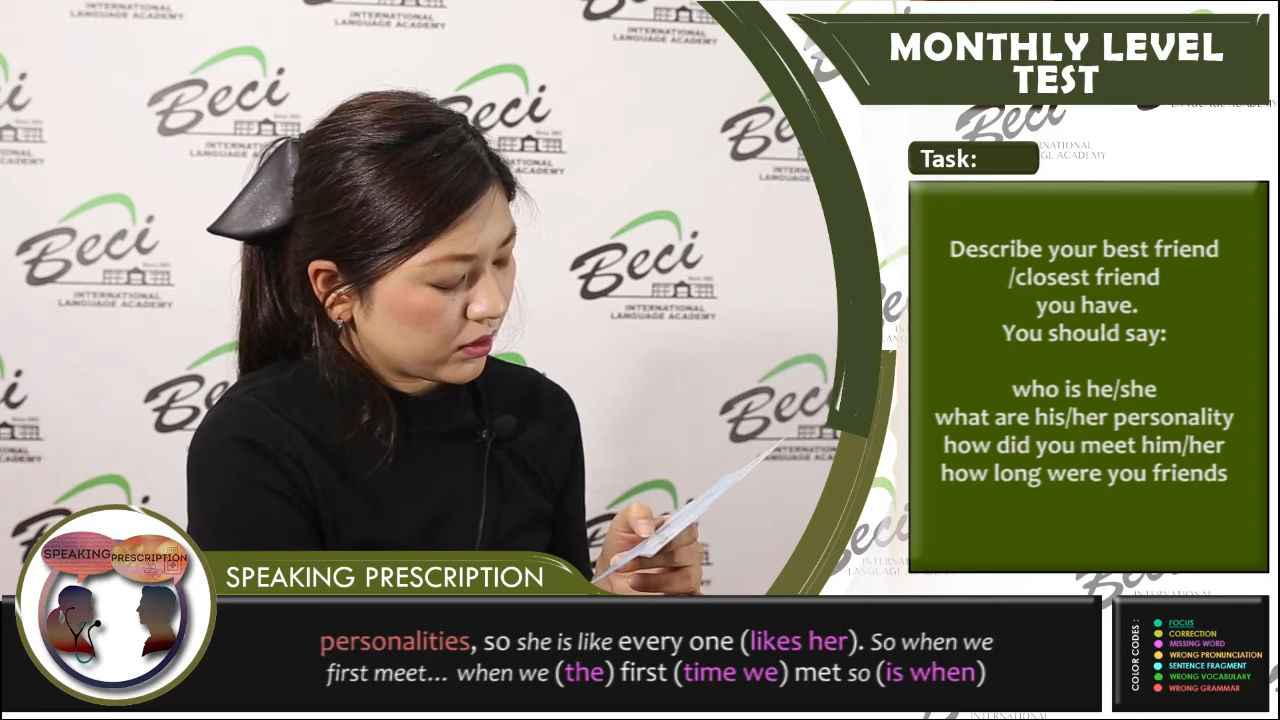 MONTHLY LEVEL
TEST
Beci
INTERNATIONAL
LANGUAGE ACADEMY
Task:
Describe your best friend
/closest friend
you have.
You should say:
who is he/she
what are his/her personality
how did you meet him/her
how long were you friends
SPEAKING PRESCRIPTION
SPEAKING PRESCRIPTION
personalities, so she is like every one (likes her). So when we
first meet... when we (the) first (time we) met so (is when)
COLOR CODES :
FOCUS
CORRECTION
MISSING WORD
WRONG PRONUNCIATION
SENTENCE FRAGMENT
WRONG VOCABULARY
WRONG GRAMMAR